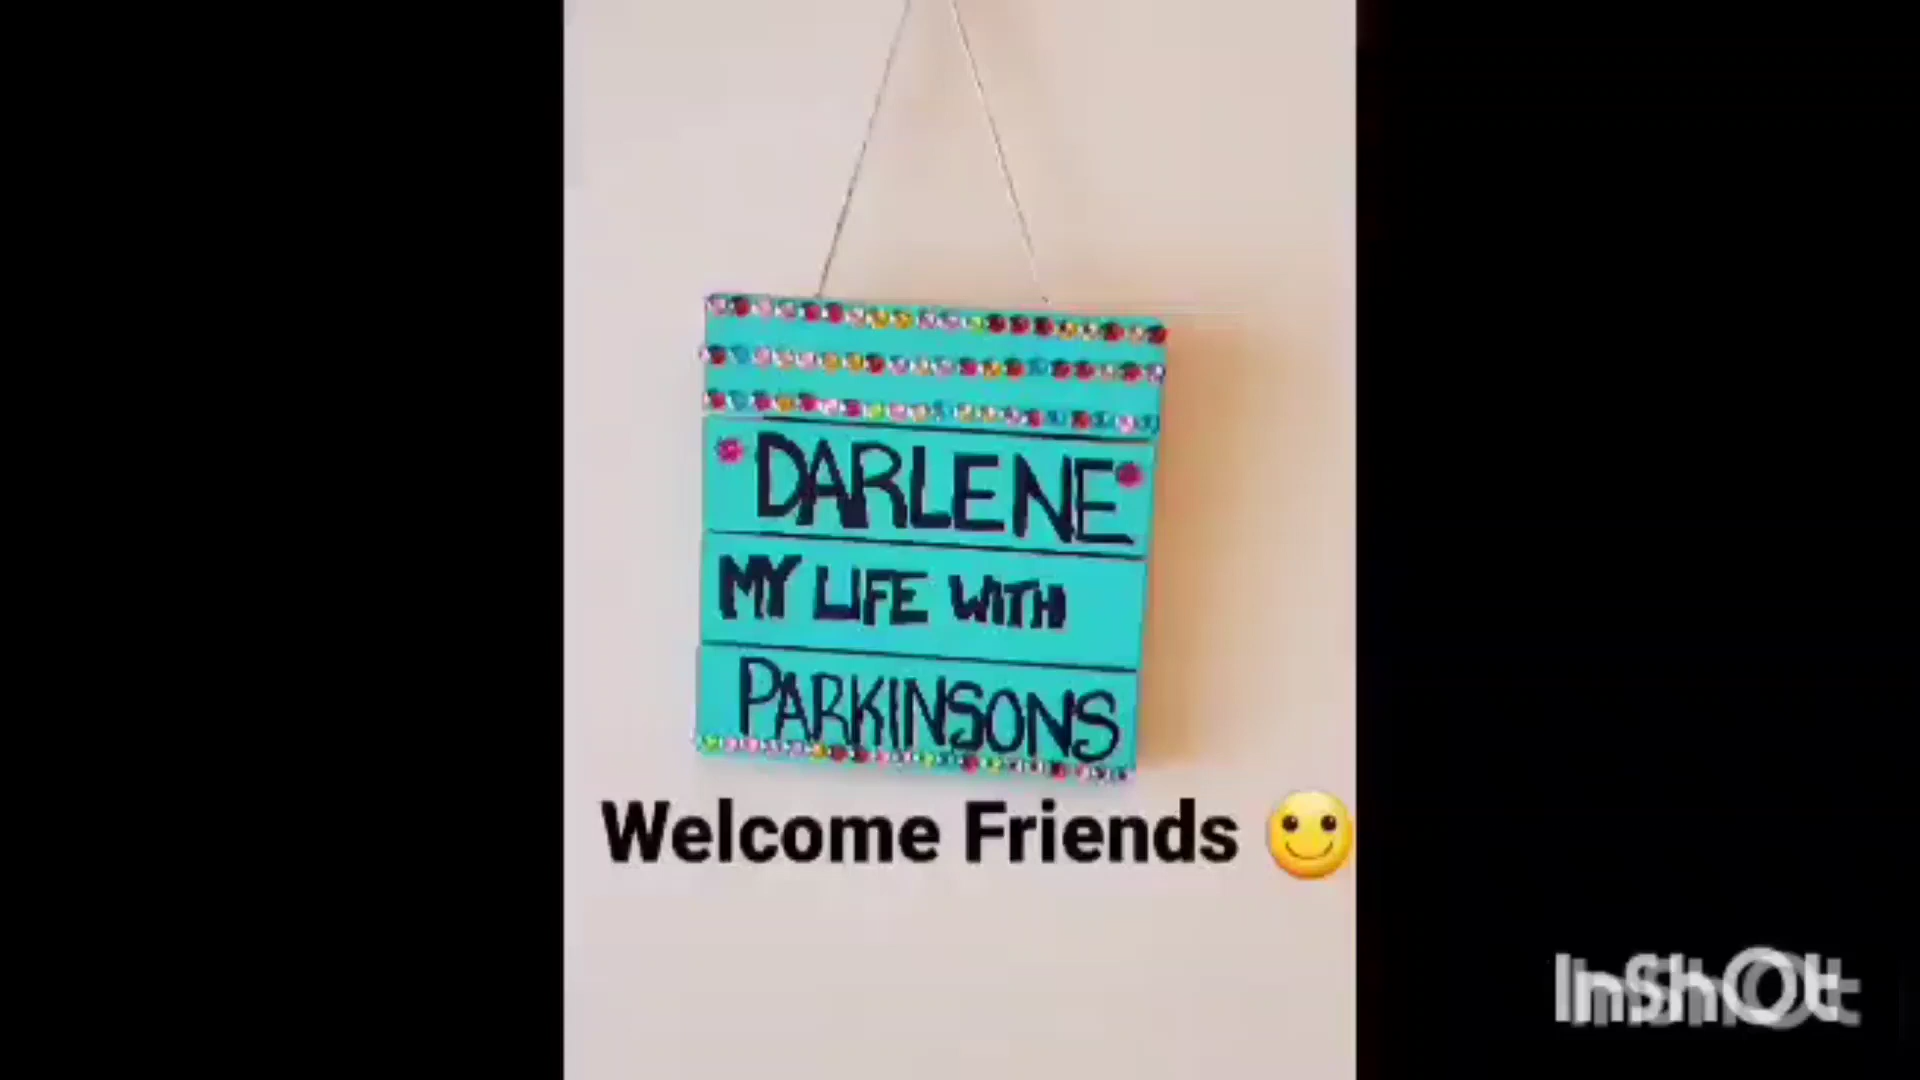 DARLENE
MY LIFE WITH
PARKINSONS
Welcome Friends 🙂
InShOt